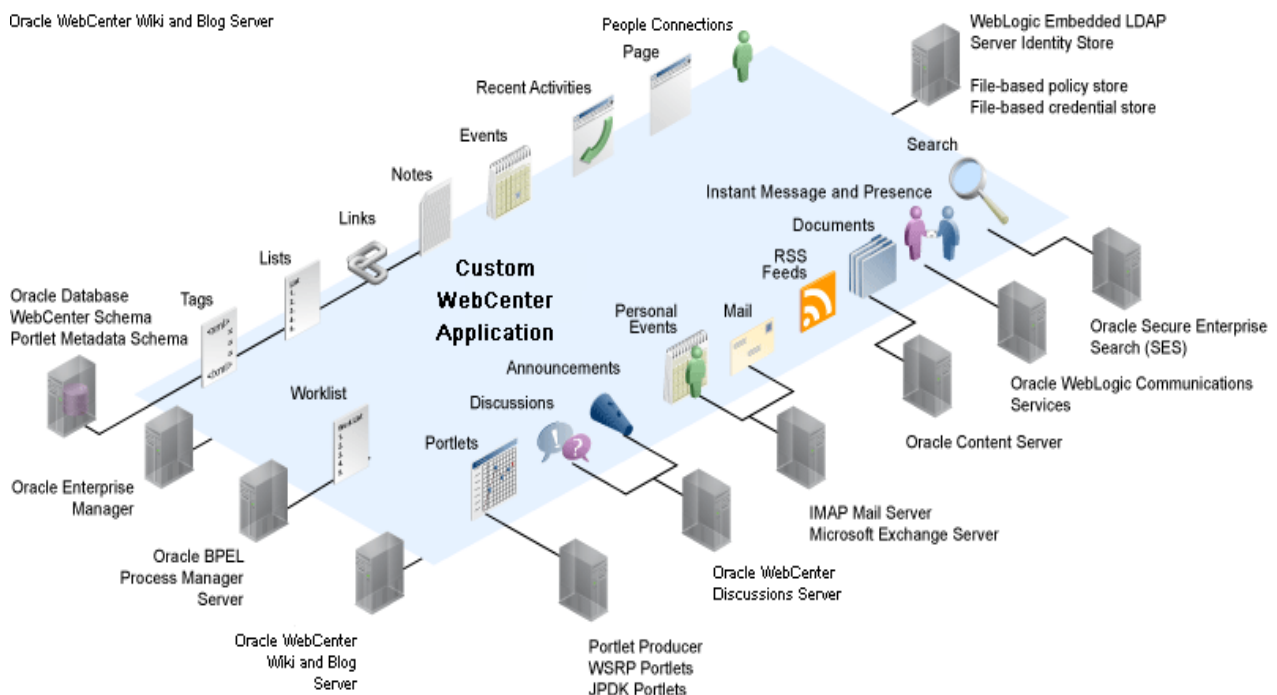 Oracle WebCenter Wiki and Blog Server
People Connections
Page
Recent Activities
Events
Notes
Links
Lists
Tags
WebLogic Embedded LDAP
Server Identity Store
File-based policy store
File-based credential store
Search
Instant Message and Presence
Documents
RSS
Feeds
Mail
Personal
Events
Announcements
Discussions
Portlets
Worklist
Custom
WebCenter
Application
Oracle Database
WebCenter Schema
Portlet Metadata Schema
Oracle Enterprise
Manager
Oracle BPEL
Process Manager
Server
Oracle WebCenter
Wiki and Blog
Server
Portlet Producer
WSRP Portlets
JPDK Portlets
Oracle WebCenter
Discussions Server
IMAP Mail Server
Microsoft Exchange Server
Oracle Content Server
Oracle WebLogic Communications
Services
Oracle Secure Enterprise
Search (SES)